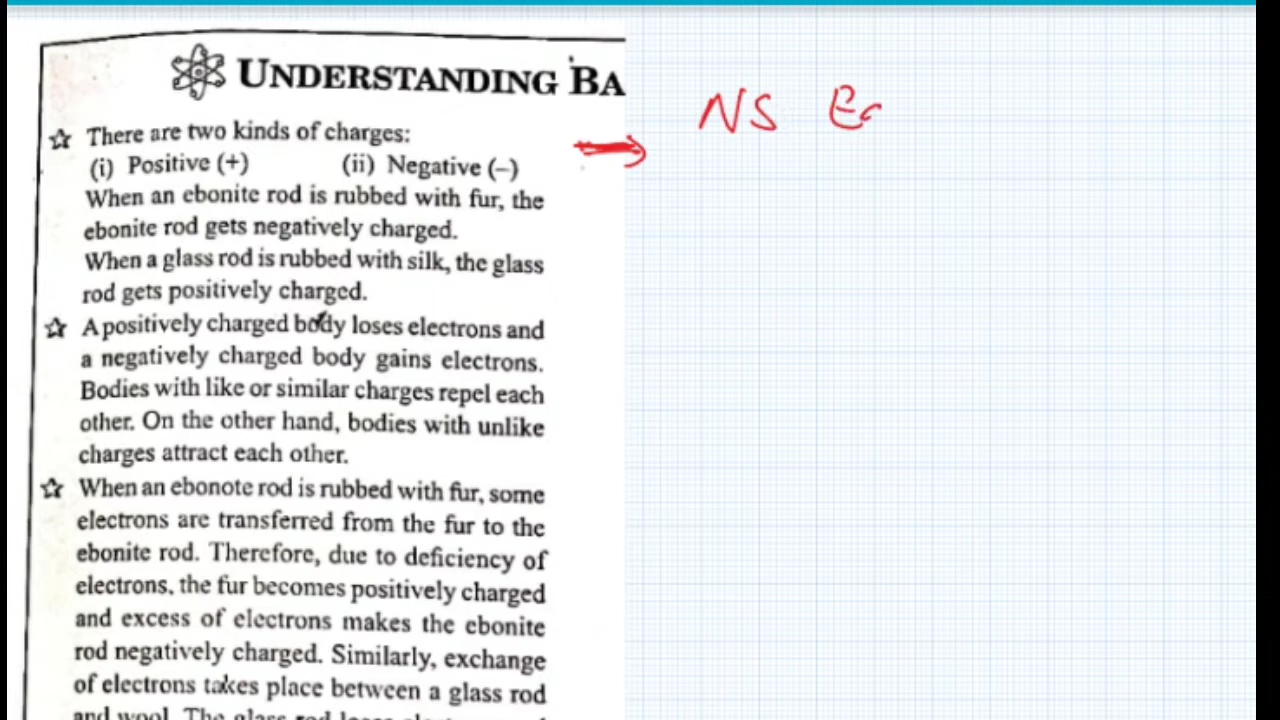 UNDERSTANDING BA
There are two kinds of charges:
(i) Positive (+) (ii) Negative (–)
When an ebonite rod is rubbed with fur, the
ebonite rod gets negatively charged.
When a glass rod is rubbed with silk, the glass
rod gets positively charged.
A positively charged body loses electrons and
a negatively charged body gains electrons.
Bodies with like or similar charges repel each
other. On the other hand, bodies with unlike
charges attract each other.
When an ebonote rod is rubbed with fur, some
electrons are transferred from the fur to the
ebonite rod. Therefore, due to deficiency of
electrons, the fur becomes positively charged
and excess of electrons makes the ebonite
rod negatively charged. Similarly, exchange
of electrons takes place between a glass rod
and wool. The glass rod loses
NS